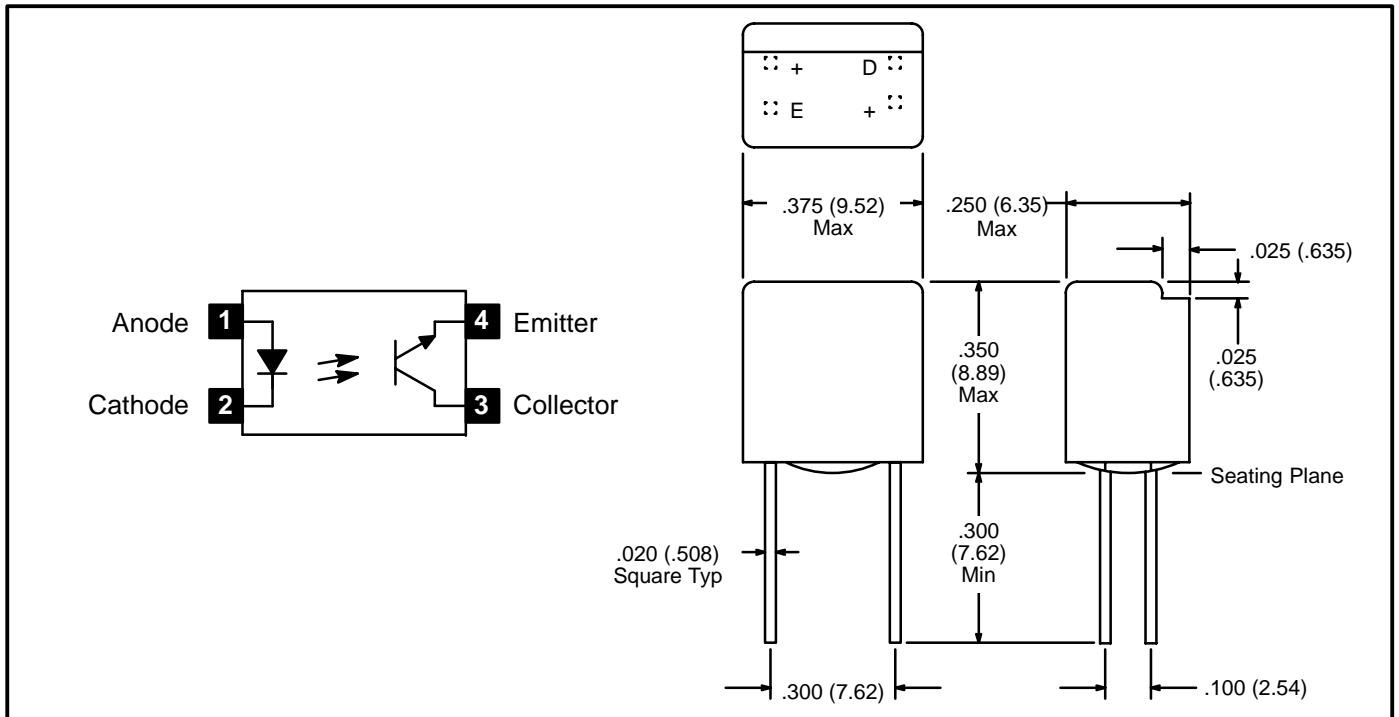 + D
E +
.375 (9.52)
Max
.250 (6.35)
Max
.025 (.635)
Anode 1
4 Emitter
Cathode 2
3 Collector
.350
(8.89)
Max
.025
(.635)
Seating Plane
.300
(7.62)
Min
.020 (.508)
Square Typ
.300 (7.62)
.100 (2.54)